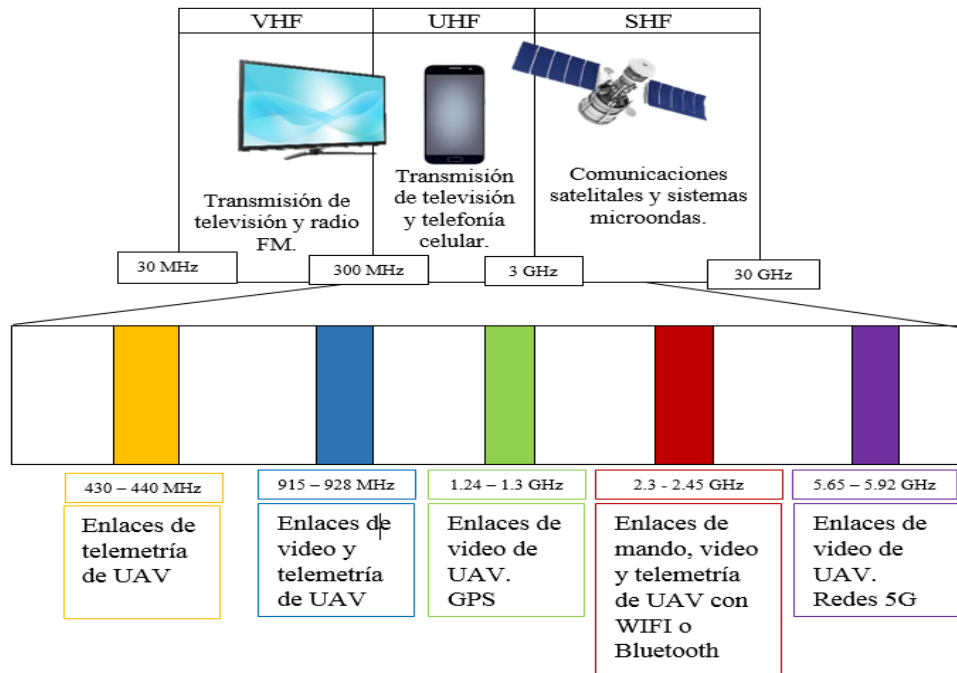 VHF
UHF
SHF
Transmisión de
televisión y radio
FM.
Transmisión
de televisión
y telefonía
celular.
Comunicaciones
satelitales y sistemas
microondas.
30 MHz
300 MHz
3 GHz
30 GHz
430 – 440 MHz
Enlaces de
telemetría
de UAV
915 – 928 MHz
Enlaces de
video y
telemetría
de UAV
1.24 – 1.3 GHz
Enlaces de
video de
UAV.
GPS
2.3 - 2.45 GHz
Enlaces de
mando, video
y telemetría
de UAV con
WIFI o
Bluetooth
5.65 – 5.92 GHz
Enlaces de
video de
UAV.
Redes 5G